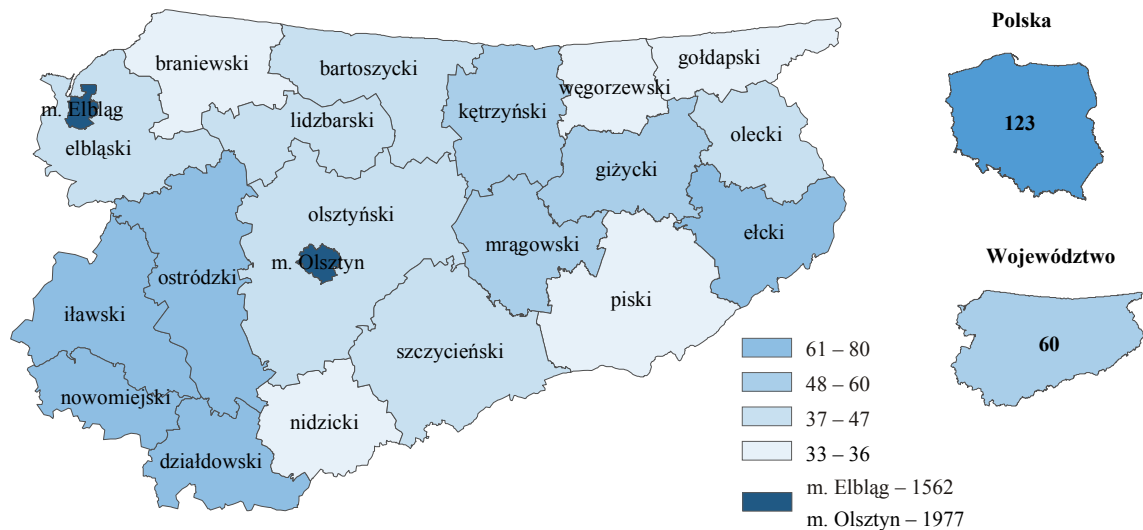 Polska
123
braniewski
bartoszycki
gołdapski
węgorzewski
m. Elbląg
kętrzyński
lidzbarski
olecki
elbląski
giżycki
olsztyński
ełcki
mrągowski
m. Olsztyn
ostródzki
Województwo
60
piski
iławski
szczycieński
nowomiejski
nidzicki
działdowski
61 – 80
48 – 60
37 – 47
33 – 36
m. Elbląg – 1562
m. Olsztyn – 1977